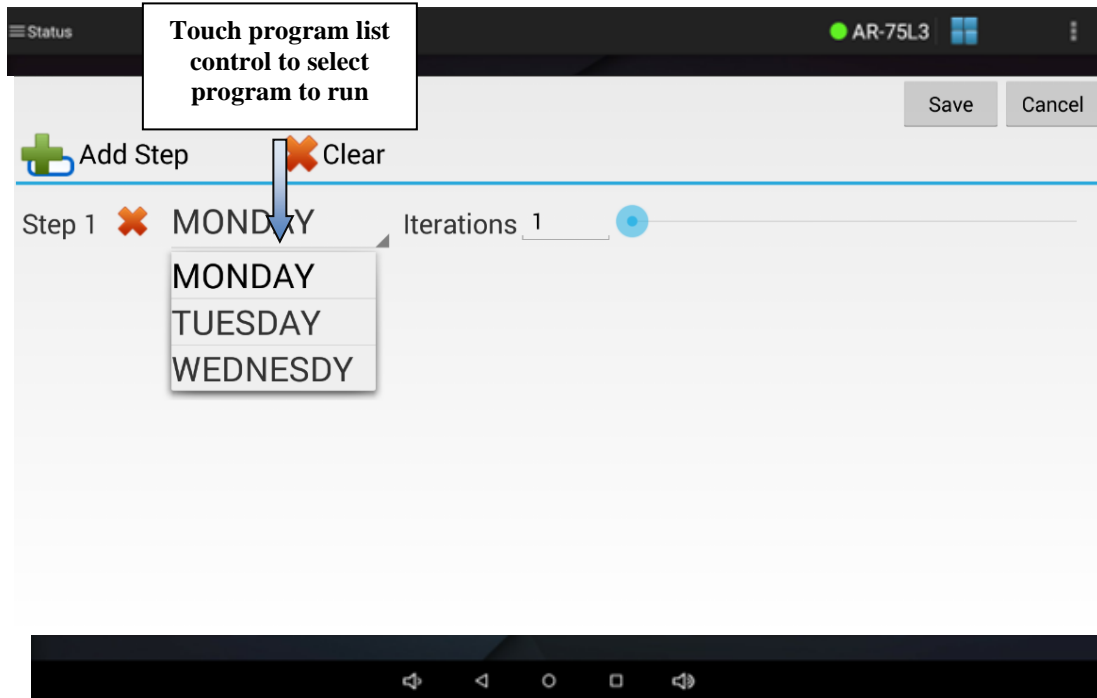 Status
Touch program list
control to select
program to run
AR-75L3
Save Cancel
Add Step Clear
Step 1 MONDAY Iterations 1
MONDAY
TUESDAY
WEDNESDY